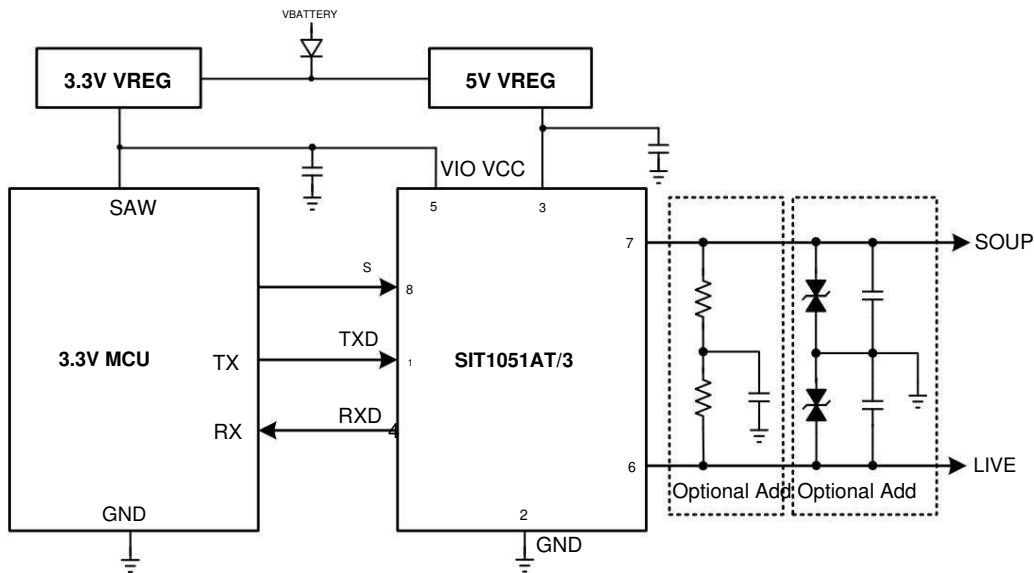 VBATTERY
3.3V VREG
5V VREG
VIO VCC
SAW
5
3
7
SOUP
S
8
TXD
3.3V MCU
TX
1
SIT1051AT/3
RXD
RX
4
6
LIVE
Optional Add
Optional Add
GND
2
GND